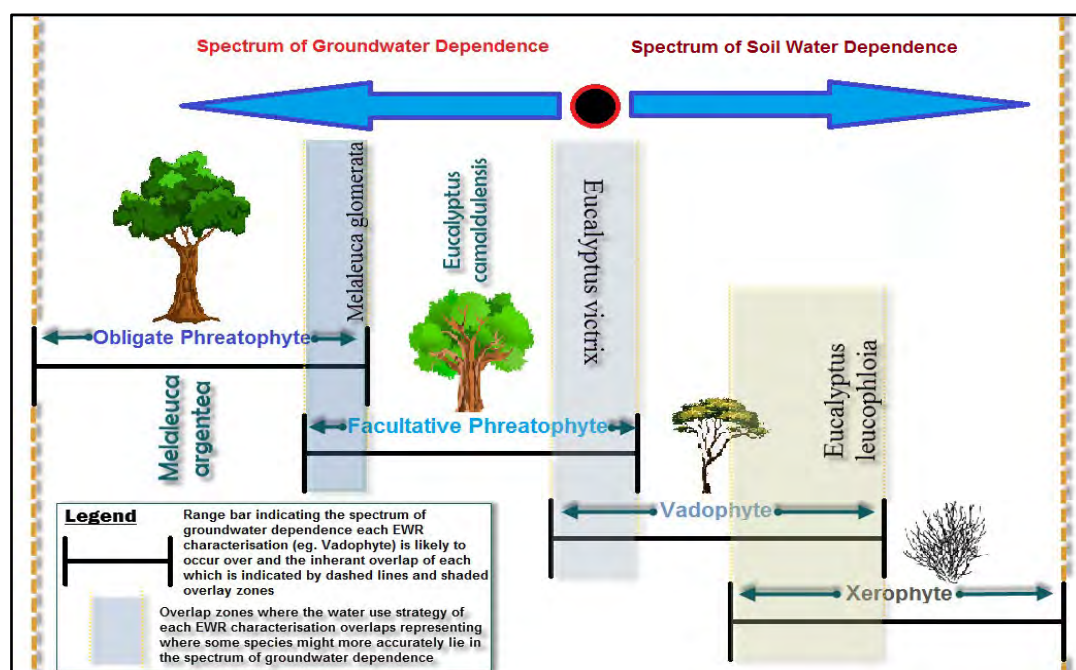 Spectrum of Groundwater Dependence
Spectrum of Soil Water Dependence
Melaleuca glomerata
Eucalyptus
camaldulensis
Eucalyptus victrix
Obligate Phreatophyte
Melaleuca
argentea
Facultative Phreatophyte
Eucalyptus
leucophloia
Vadophyte
Xerophyte
Legend
Range bar indicating the spectrum of
groundwater dependence each EWR
characterisation (eg. Vadophyte) is likely to
occur over and the inherant overlap of each
which is indicated by dashed lines and shaded
overlay zones
Overlap zones where the water use strategy of
each EWR characterisation overlaps representing
where some species might more accurately lie in
the spectrum of groundwater dependence